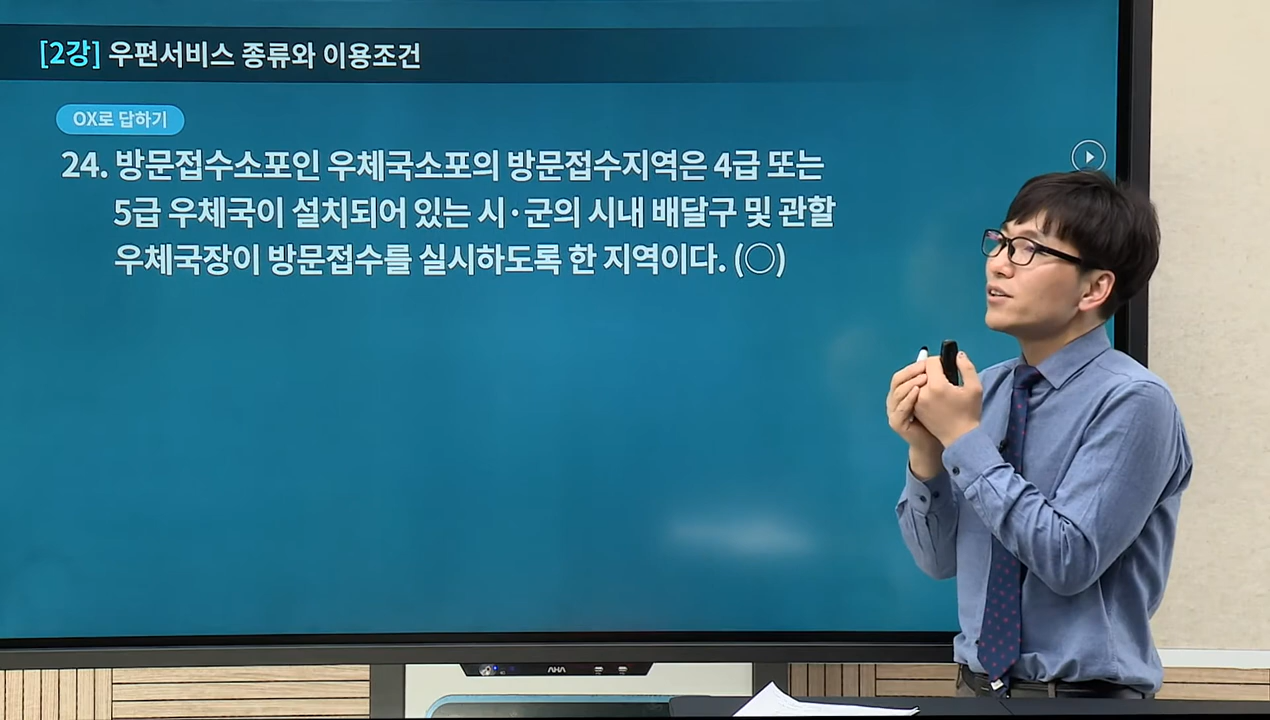 [2강] 우편서비스 종류와 이용조건
OX로 답하기
24. 방문접수소포인 우체국소포의 방문접수지역은 4급 또는
5급 우체국이 설치되어 있는 시·군의 시내 배달구 및 관할
우체국장이 방문접수를 실시하도록 한 지역이다. (○)
AHA